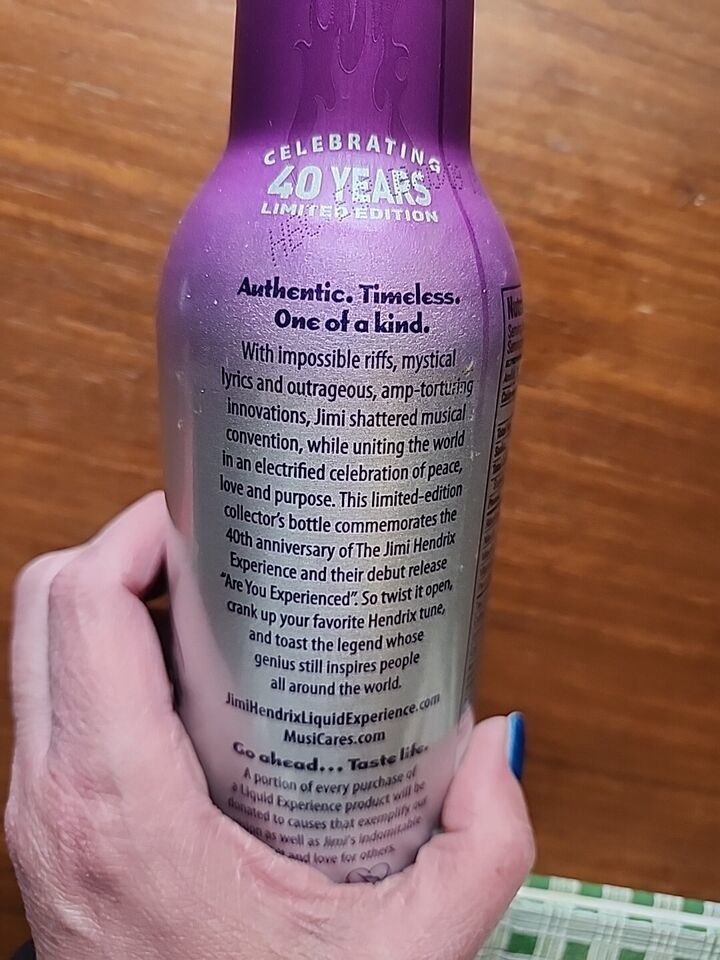 CELEBRATING
40 YEARS
LIMITED EDITION
Authentic. Timeless.
One of a kind.
With impossible riffs, mystical
lyrics and outrageous, amp-torturing
innovations, Jimi shattered musical
convention, while uniting the world
in an electrified celebration of peace,
love and purpose. This limited-edition
collector's bottle commemorates the
40th anniversary of The Jimi Hendrix
Experience and their debut release
"Are You Experienced". So twist it open,
crank up your favorite Hendrix tune,
and toast the legend whose
genius still inspires people
all around the world.
JimiHendrixLiquidExperience.com
MusiCares.com
Go ahead... Taste life.
A portion of every purchase of
a Liquid Experience product will be
donated to causes that exemplify our
as well as Jimi's indomitable
and love for others.